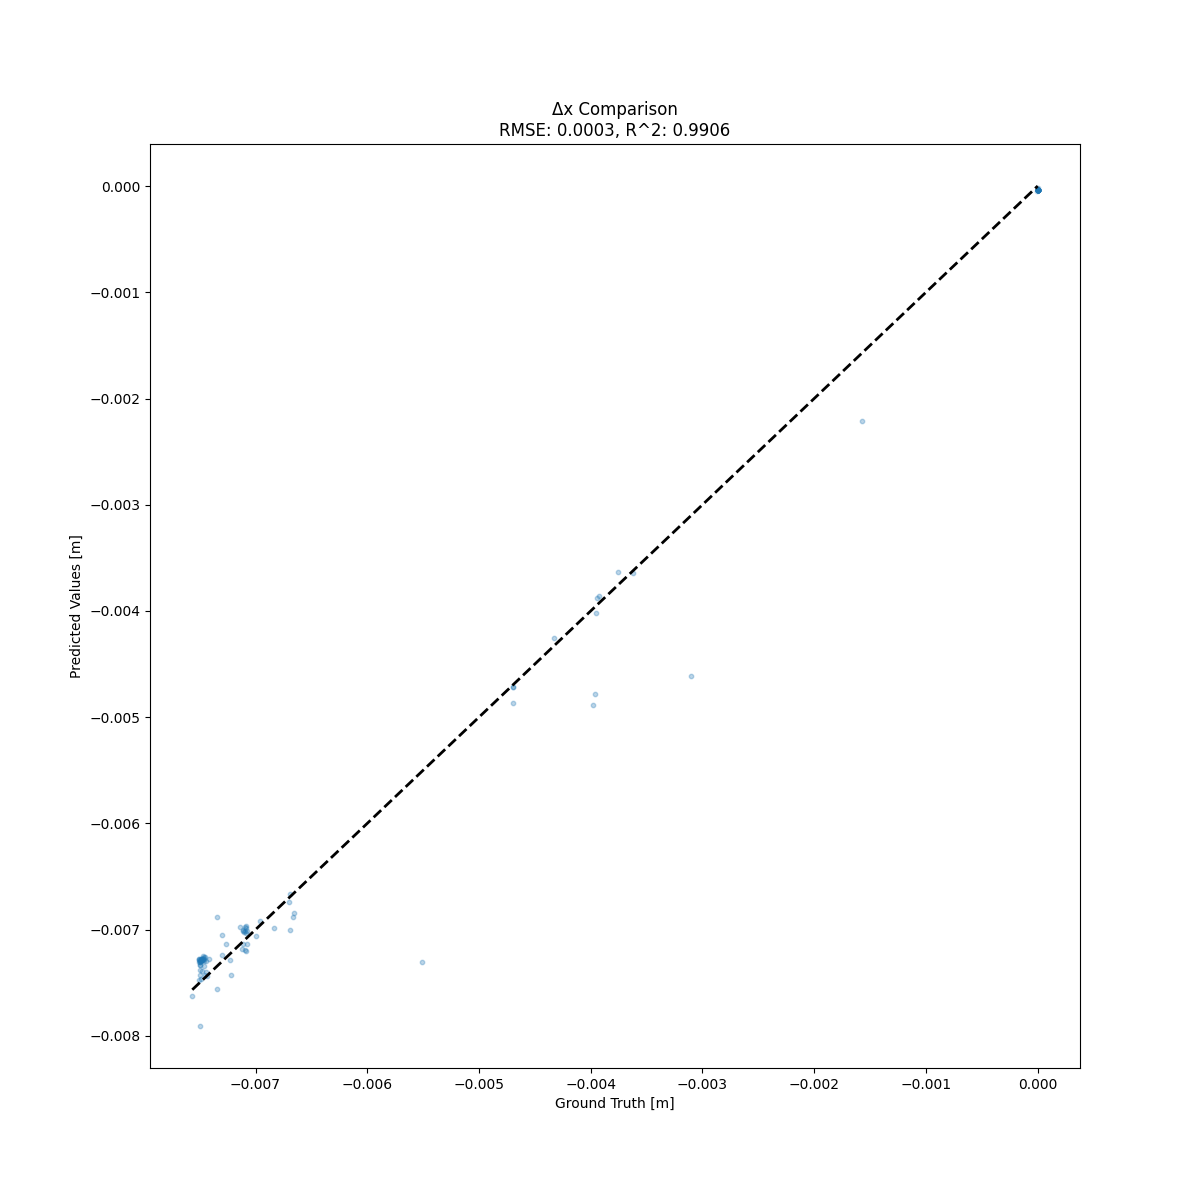 Δx Comparison
RMSE: 0.0003, R^2: 0.9906
0.000
−0.001
−0.002
−0.003
−0.004
−0.005
−0.006
−0.007
−0.008
Predicted Values [m]
−0.007 −0.006 −0.005 −0.004 −0.003 −0.002 −0.001 0.000
Ground Truth [m]